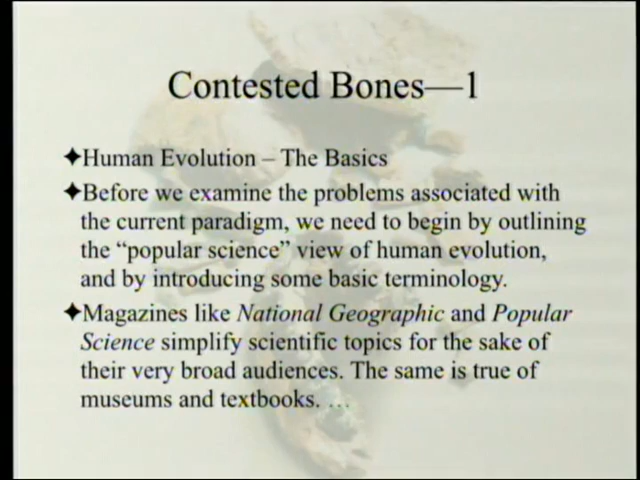 Contested Bones—1
✦Human Evolution – The Basics
✦Before we examine the problems associated with
the current paradigm, we need to begin by outlining
the “popular science” view of human evolution,
and by introducing some basic terminology.
✦Magazines like National Geographic and Popular
Science simplify scientific topics for the sake of
their very broad audiences. The same is true of
museums and textbooks. …